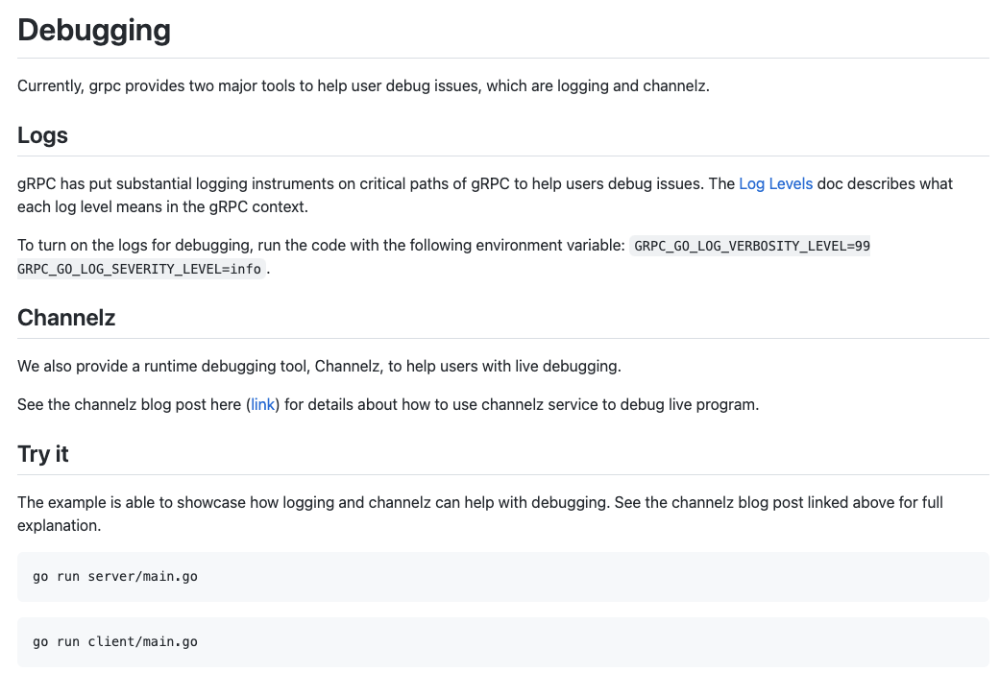 Debugging
Currently, grpc provides two major tools to help user debug issues, which are logging and channelz.
Logs
gRPC has put substantial logging instruments on critical paths of gRPC to help users debug issues. The Log Levels doc describes what
each log level means in the gRPC context.
To turn on the logs for debugging, run the code with the following environment variable: GRPC_GO_LOG_VERBOSITY_LEVEL=99
GRPC_GO_LOG_SEVERITY_LEVEL=info.
Channelz
We also provide a runtime debugging tool, Channelz, to help users with live debugging.
See the channelz blog post here (link) for details about how to use channelz service to debug live program.
Try it
The example is able to showcase how logging and channelz can help with debugging. See the channelz blog post linked above for full
explanation.
go run server/main.go
go run client/main.go